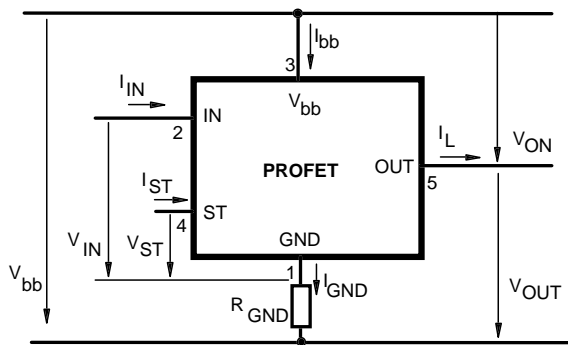 I bb
3
I IN
V bb
IN
2
I L
V ON
PROFET
OUT
I ST
5
ST
4
V IN
V ST
GND
V bb
1
I GND
V OUT
R GND